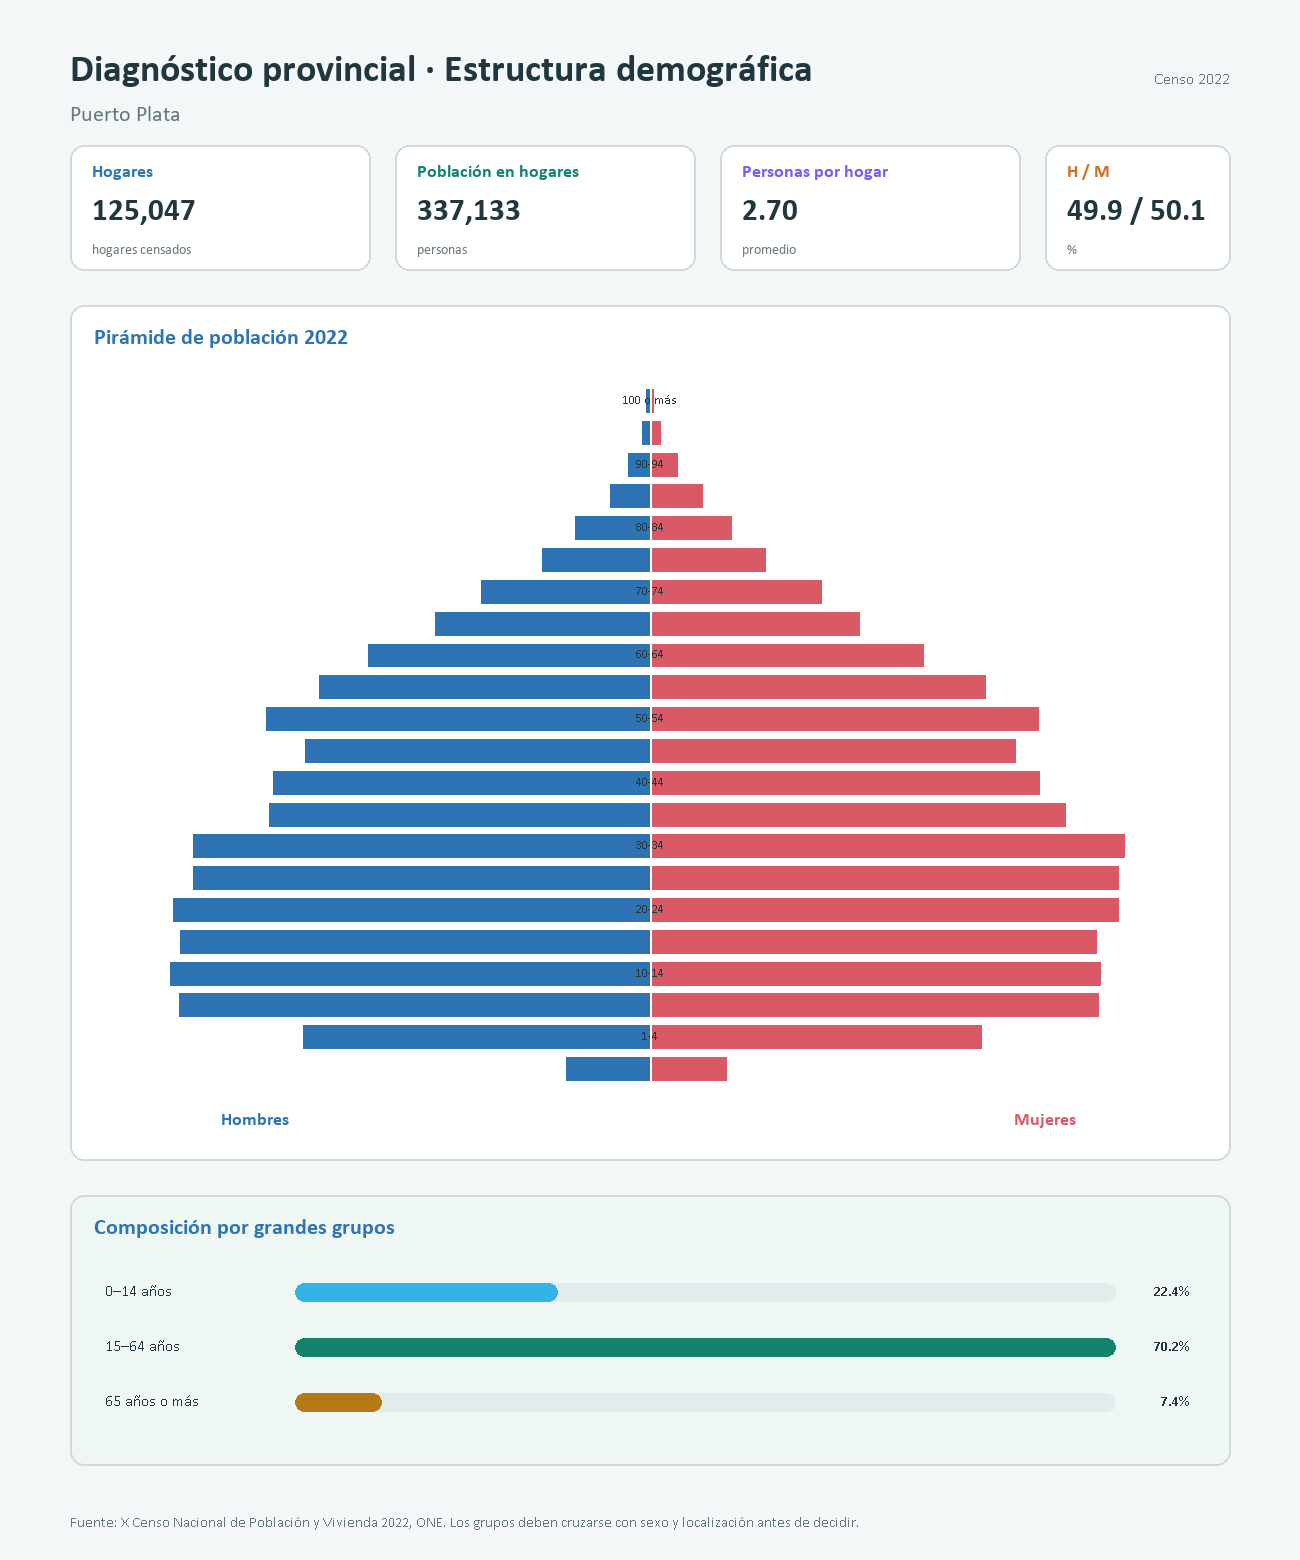 Diagnóstico provincial · Estructura demográfica
Censo 2022
Puerto Plata
Hogares
125,047
hogares censados
Población en hogares
337,133
personas
Personas por hogar
2.70
promedio
H / M
49.9 / 50.1
%
Pirámide de población 2022
100 o más
90-94
80-84
70-74
60-64
50-54
40-44
30-34
20-24
10-14
1-4
Hombres
Mujeres
Composición por grandes grupos
0–14 años
22.4%
15–64 años
70.2%
65 años o más
7.4%
Fuente: X Censo Nacional de Población y Vivienda 2022, ONE. Los grupos deben cruzarse con sexo y localización antes de decidir.